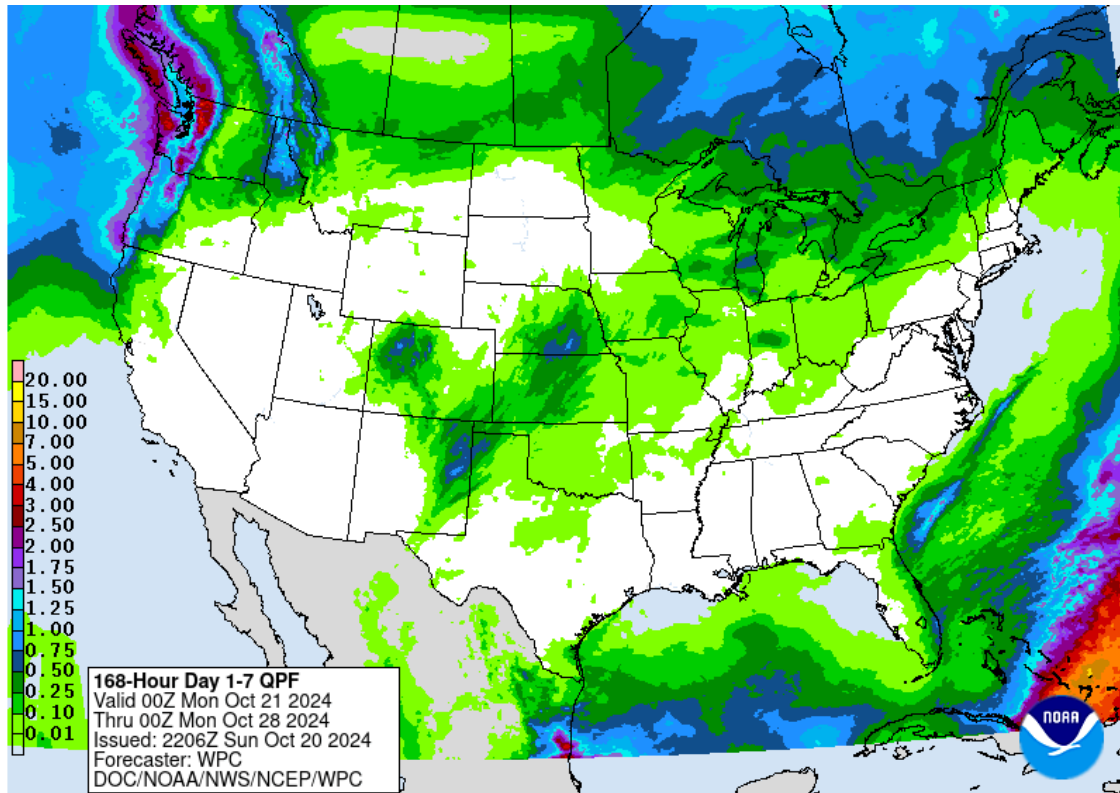 20.00
15.00
10.00
7.00
5.00
4.00
3.00
2.50
2.00
1.75
1.50
1.25
1.00
0.75
0.50
0.25
0.10
0.01
168-Hour Day 1-7 QPF
Valid 00Z Mon Oct 21 2024
Thru 00Z Mon Oct 28 2024
Issued: 2206Z Sun Oct 20 2024
Forecaster: WPC
DOC/NOAA/NWS/NCEP/WPC
NOAA